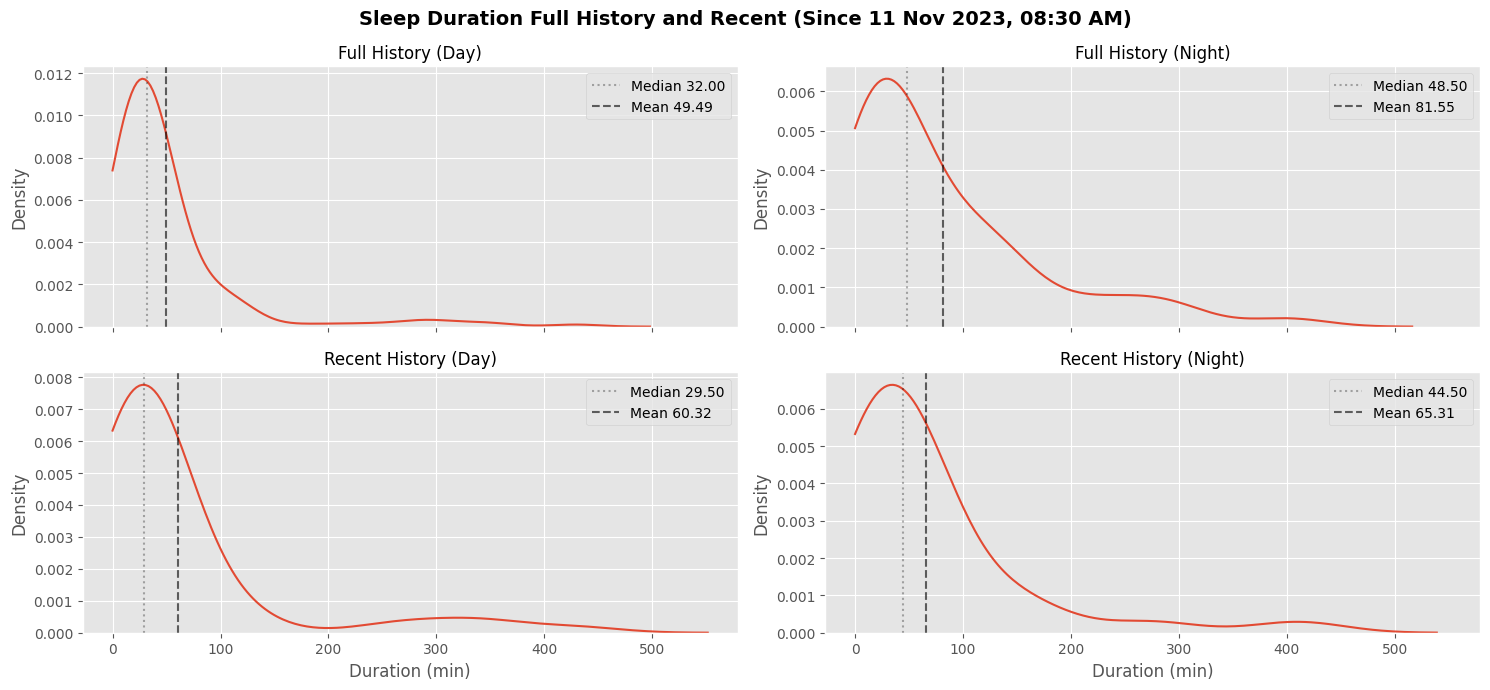 Sleep Duration Full History and Recent (Since 11 Nov 2023, 08:30 AM)
Full History (Day)
Median 32.00
Mean 49.49
Density
0.012
0.010
0.008
0.006
0.004
0.002
0.000
Full History (Night)
Median 48.50
Mean 81.55
Density
0.006
0.005
0.004
0.003
0.002
0.001
0.000
Recent History (Day)
Median 29.50
Mean 60.32
Density
0.008
0.007
0.006
0.005
0.004
0.003
0.002
0.001
0.000
0 100 200 300 400 500
Duration (min)
Recent History (Night)
Median 44.50
Mean 65.31
Density
0.006
0.005
0.004
0.003
0.002
0.001
0.000
0 100 200 300 400 500
Duration (min)